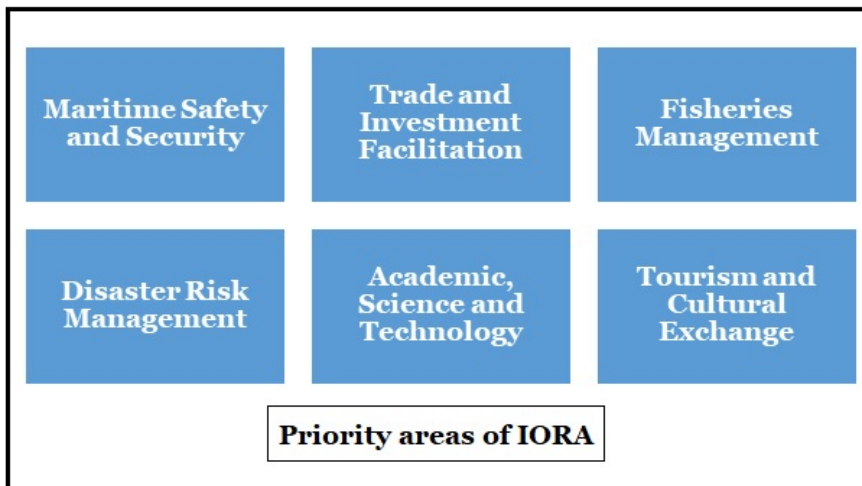 Maritime Safety
and Security
Trade and
Investment
Facilitation
Fisheries
Management
Disaster Risk
Management
Academic,
Science and
Technology
Tourism and
Cultural
Exchange
Priority areas of IORA